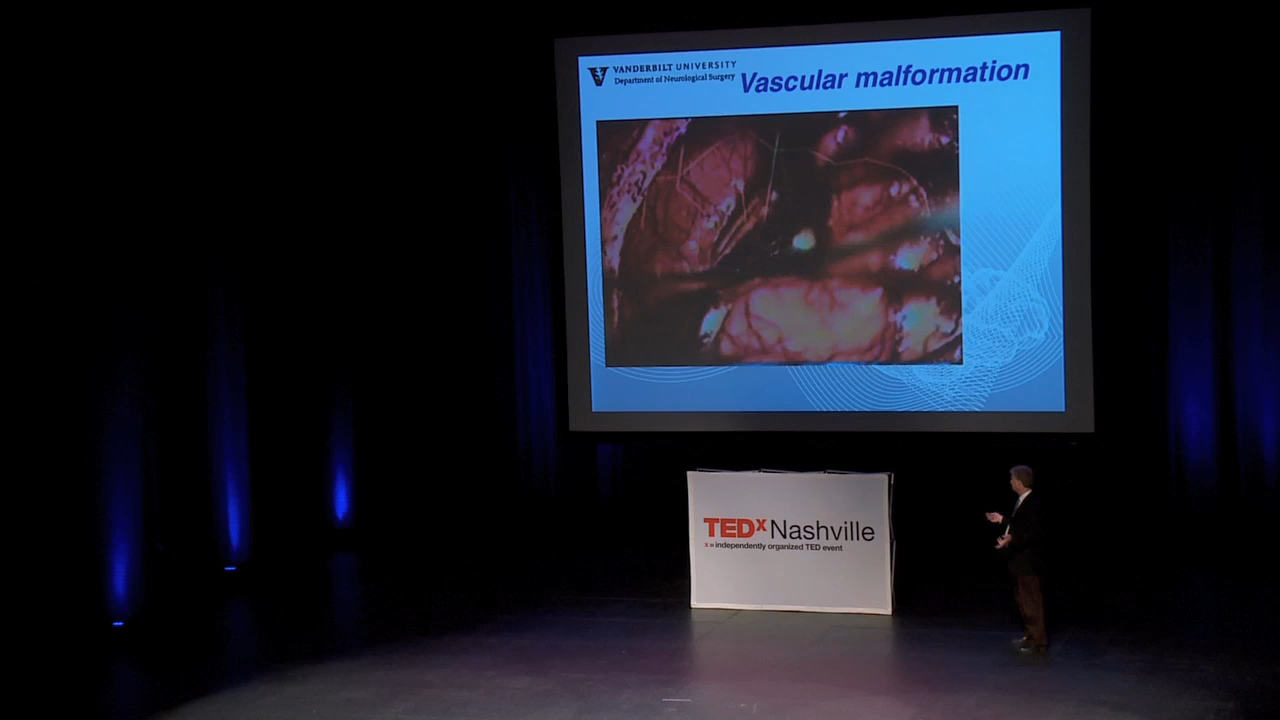 VANDERBILT UNIVERSITY
Department of Neurological Surgery
Vascular malformation
TEDx Nashville
x = independently organized TED event